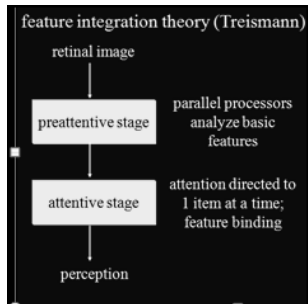 feature integration theory (Treismann)
retinal image
preattentive stage
parallel processors
analyze basic
features
attentive stage
attention directed to
1 item at a time;
feature binding
perception